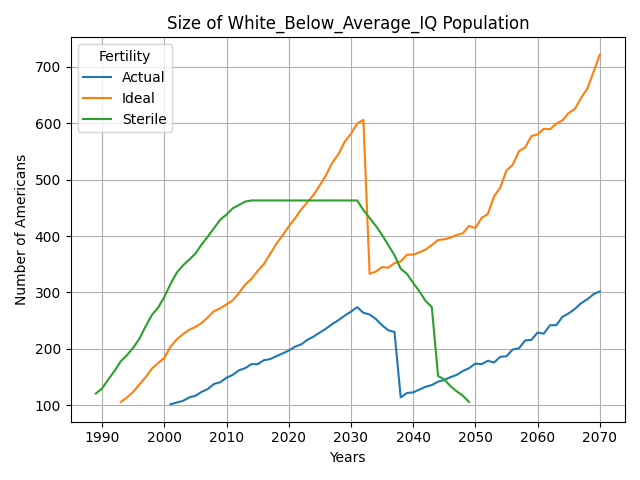 Size of White_Below_Average_IQ Population
Fertility
Actual
Ideal
Sterile
Number of Americans
700
600
500
400
300
200
100
1990 2000 2010 2020 2030 2040 2050 2060 2070
Years